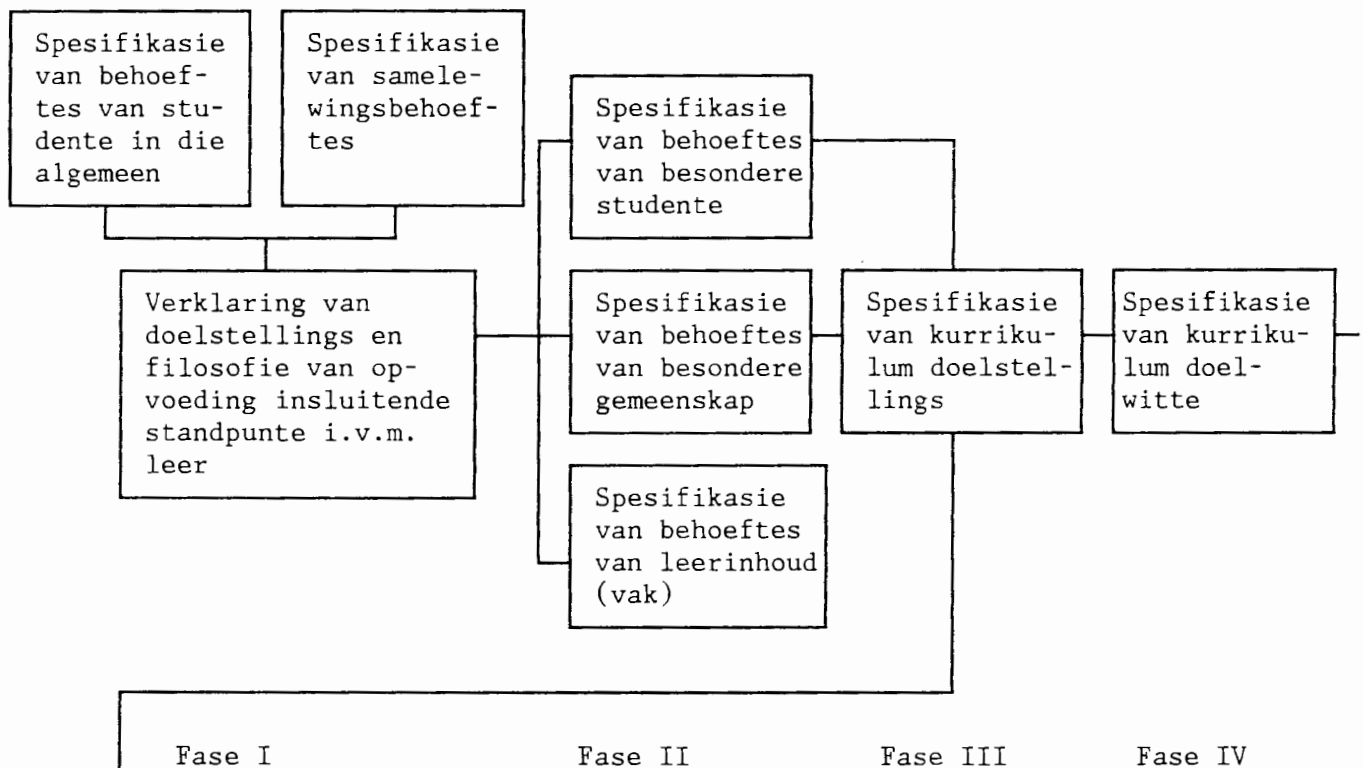 Spesifikasie
van behoef-
tes van stu-
dente in die
algemeen
Spesifikasie
van samele-
wingsbehoef-
tes
Verklaring van
doelstellings en
filosofie van op-
voeding insluitende
standpunte i.v.m.
leer
Spesifikasie
van behoeftes
van besondere
studente
Spesifikasie
van behoeftes
van besondere
gemeenskap
Spesifikasie
van behoeftes
van leerinhoud
(vak)
Spesifikasie
van kurriku-
lum doelstel-
lings
Spesifikasie
van kurriku-
lum doel-
witte
Fase I
Fase II
Fase III
Fase IV